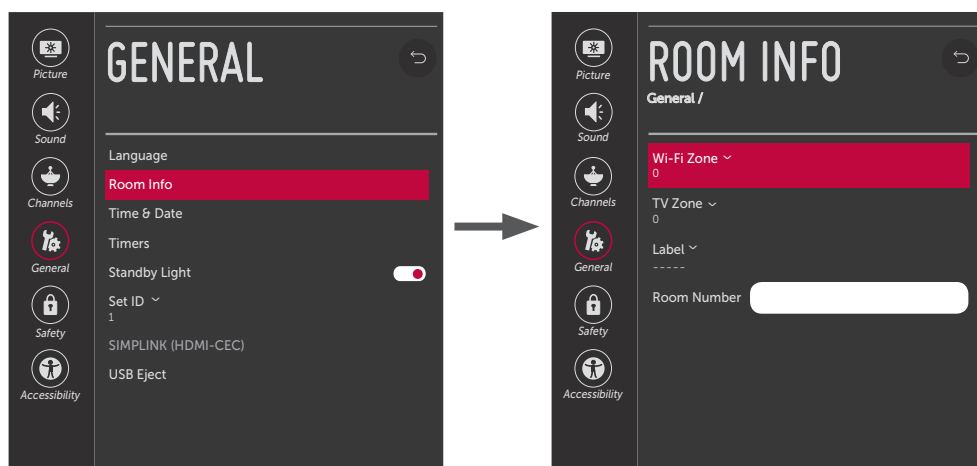 GENERAL
Picture
Sound
Channels
General
Safety
Accessibility
Language
Room Info
Time & Date
Timers
Standby Light
Set ID
1
SIMPLINK (HDMI-CEC)
USB Eject
ROOM INFO
General /
Picture
Sound
Channels
General
Safety
Accessibility
Wi-Fi Zone
0
TV Zone
0
Label
-----
Room Number